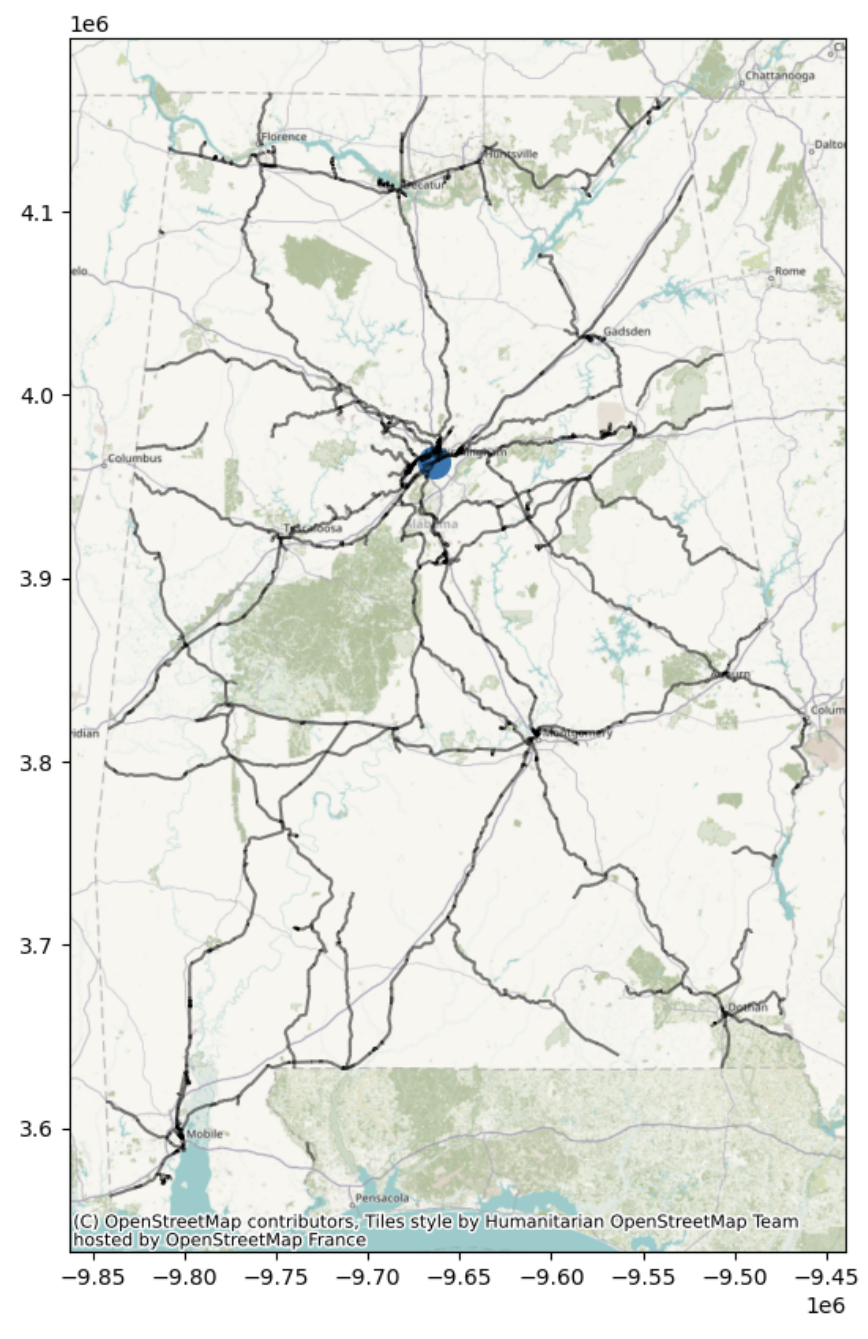 1e6
Chattanooga
Florence
Huntsville
Decatur
4.1
Rome
Gadsden
4.0
Columbus
Tuscaloosa
Alabama
3.9
Auburn
Colum
ridian
Montgomery
3.8
3.7
Dothan
3.6
Mobile
Pensacola
(C) OpenStreetMap contributors, Tiles style by Humanitarian OpenStreetMap Team
hosted by OpenStreetMap France
−9.85 −9.80 −9.75 −9.70 −9.65 −9.60 −9.55 −9.50 −9.45
1e6